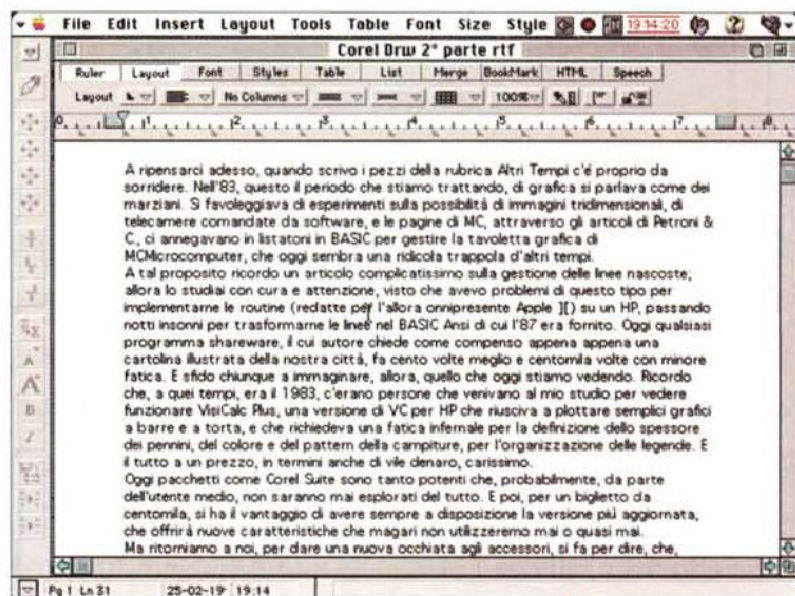 File Edit Insert Layout Tools Table Font Size Style 19:14:20
Corel Drw 2ª parte rtf
Ruler Layout Font Styles Table List Merge BookMark HTML Speech
Layout No Columns 100%
0 1 2 3 4 5 6 7 8
A ripensarci adesso, quando scrivo i pezzi della rubrica Altri Tempi c'è proprio da
sorridere. Nell'83, questo il periodo che stiamo trattando, di grafica si parlava come dei
marziani. Si favoleggiava di esperimenti sulla possibilità di immagini tridimensionali, di
telecamere comandate da software, e le pagine di MC, attraverso gli articoli di Petroni &
C, ci annegavano in listatoni in BASIC per gestire la tavoletta grafica di
MCMicrocomputer, che oggi sembra una ridicola trappola d'altri tempi.
A tal proposito ricordo un articolo complicatissimo sulla gestione delle linee nascoste;
allora lo studiai con cura e attenzione, visto che avevo problemi di questo tipo per
implementarne le routine (redatte per l'allora onnipresente Apple ][) su un HP, passando
notti insonni per trasformarne le linee nel BASIC Ansi di cui l'87 era fornito. Oggi qualsiasi
programma shareware, il cui autore chiede come compenso appena appena una
cartolina illustrata della nostra città, fa cento volte meglio e centomila volte con minore
fatica. E sfido chiunque a immaginare, allora, quello che oggi stiamo vedendo. Ricordo
che, a quei tempi, era il 1983, c'erano persone che venivano al mio studio per vedere
funzionare VisiCalc Plus, una versione di VC per HP che riusciva a plottare semplici grafici
a barre e a torta, e che richiedeva una fatica infernale per la definizione dello spessore
dei pennini, del colore e del pattern della campiture, per l'organizzazione delle legende. E
il tutto a un prezzo, in termini anche di vile denaro, carissimo.
Oggi pacchetti come Corel Suite sono tanto potenti che, probabilmente, da parte
dell'utente medio, non saranno mai esplorati del tutto. E poi, per un biglietto da
centomila, si ha il vantaggio di avere sempre a disposizione la versione più aggiornata,
che offrirà nuove caratteristiche che magari non utilizzeremo mai o quasi mai.
Ma ritorniamo a noi, per dare una nuova occhiata agli accessori, si fa per dire, che,
Pg 1 Ln 31 25-02-19 19:14